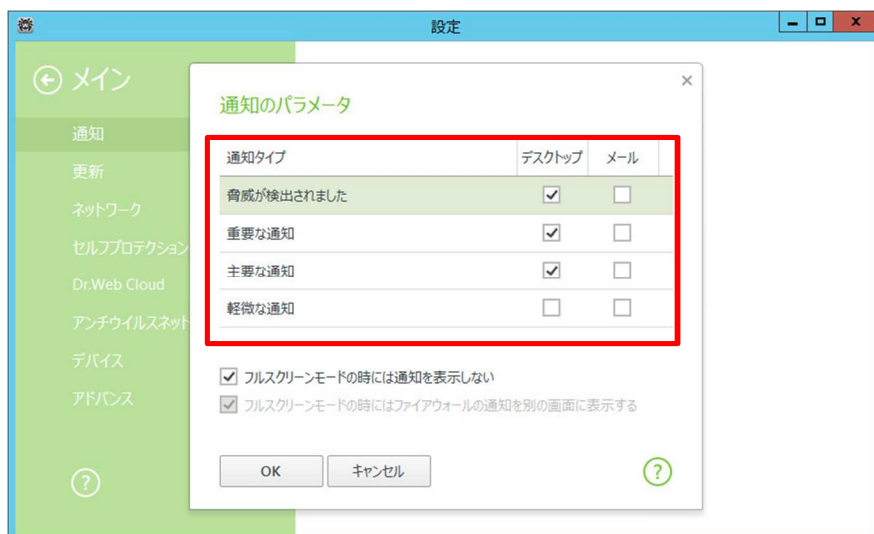 設定
メイン
通知
更新
ネットワーク
セルフプロテクション
Dr.Web Cloud
アンチウイルスネット
デバイス
アドバンス
?
×
通知のパラメータ
通知タイプ デスクトップ メール
脅威が検出されました
重要な通知
主要な通知
軽微な通知
フルスクリーンモードの時には通知を表示しない
フルスクリーンモードの時にはファイアウォールの通知を別の画面に表示する
OK キャンセル ?